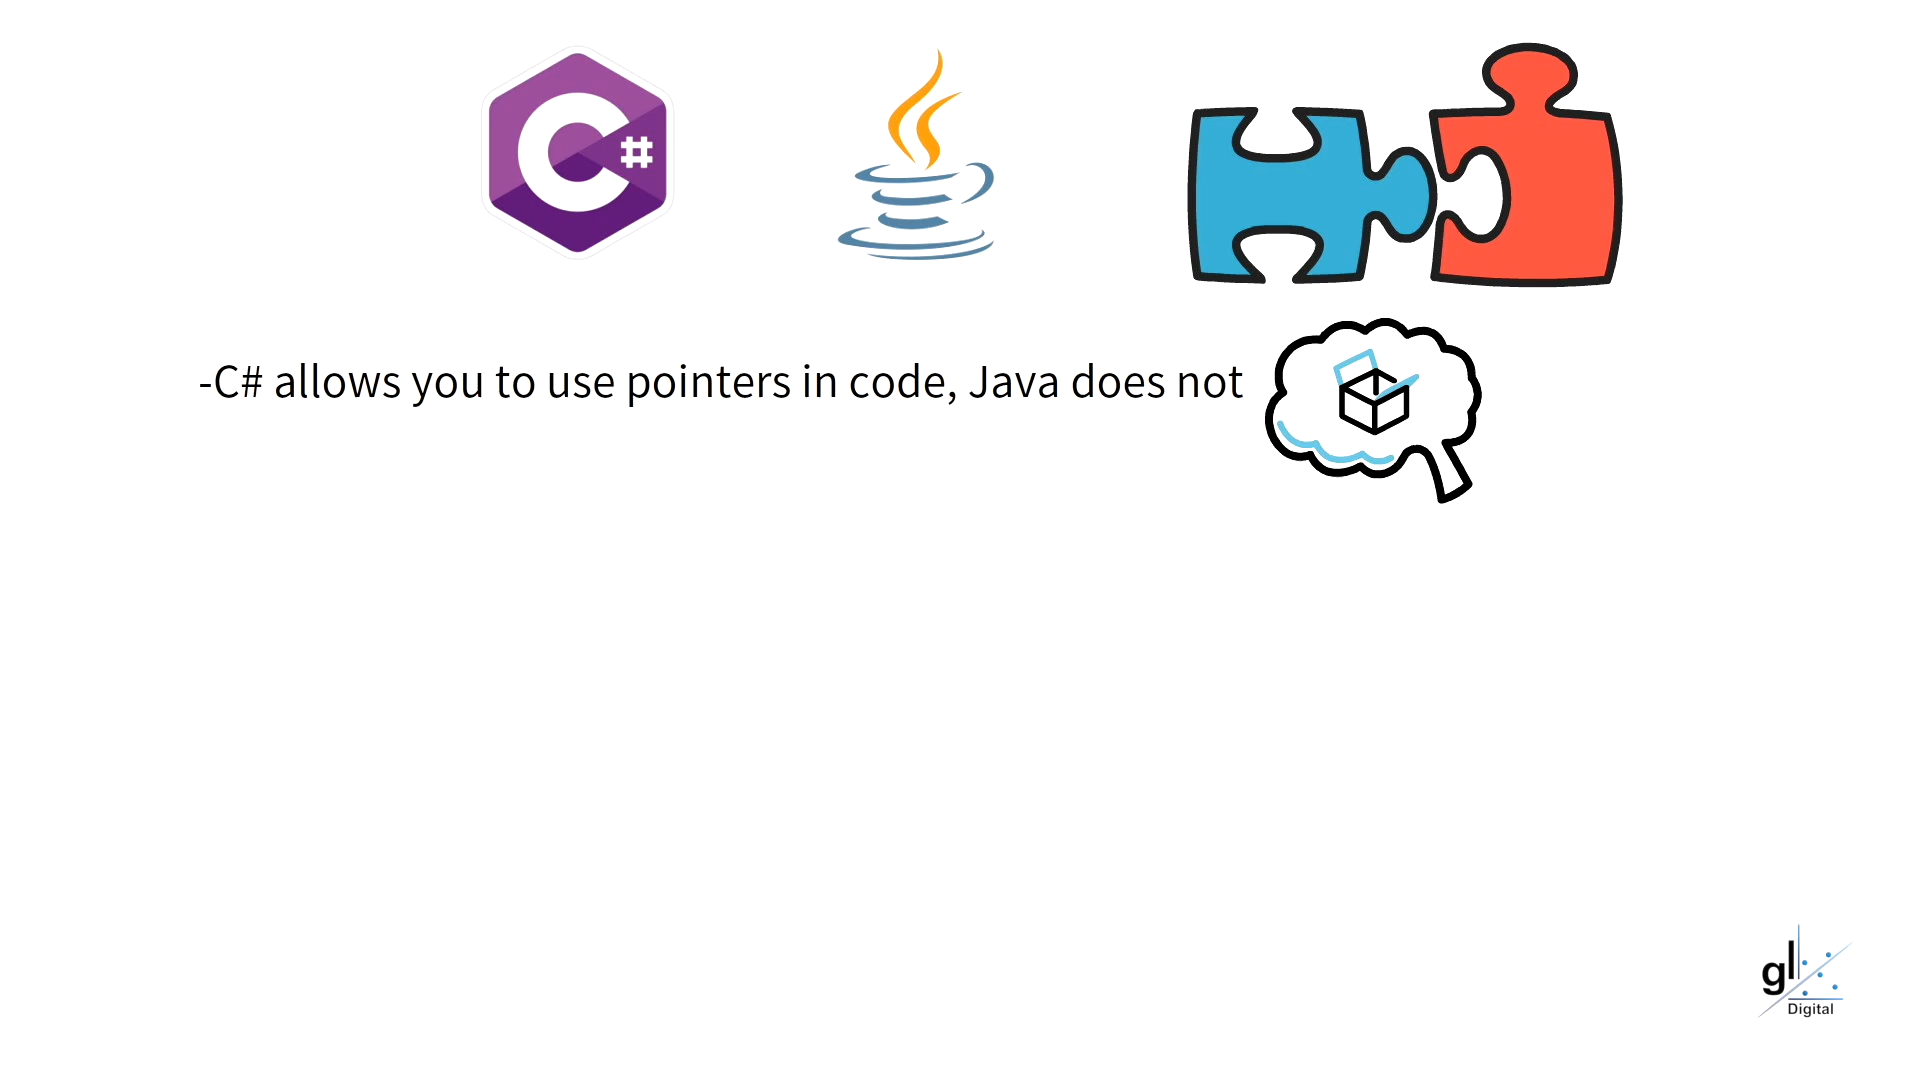 C#
-C# allows you to use pointers in code, Java does not
gl
Digital